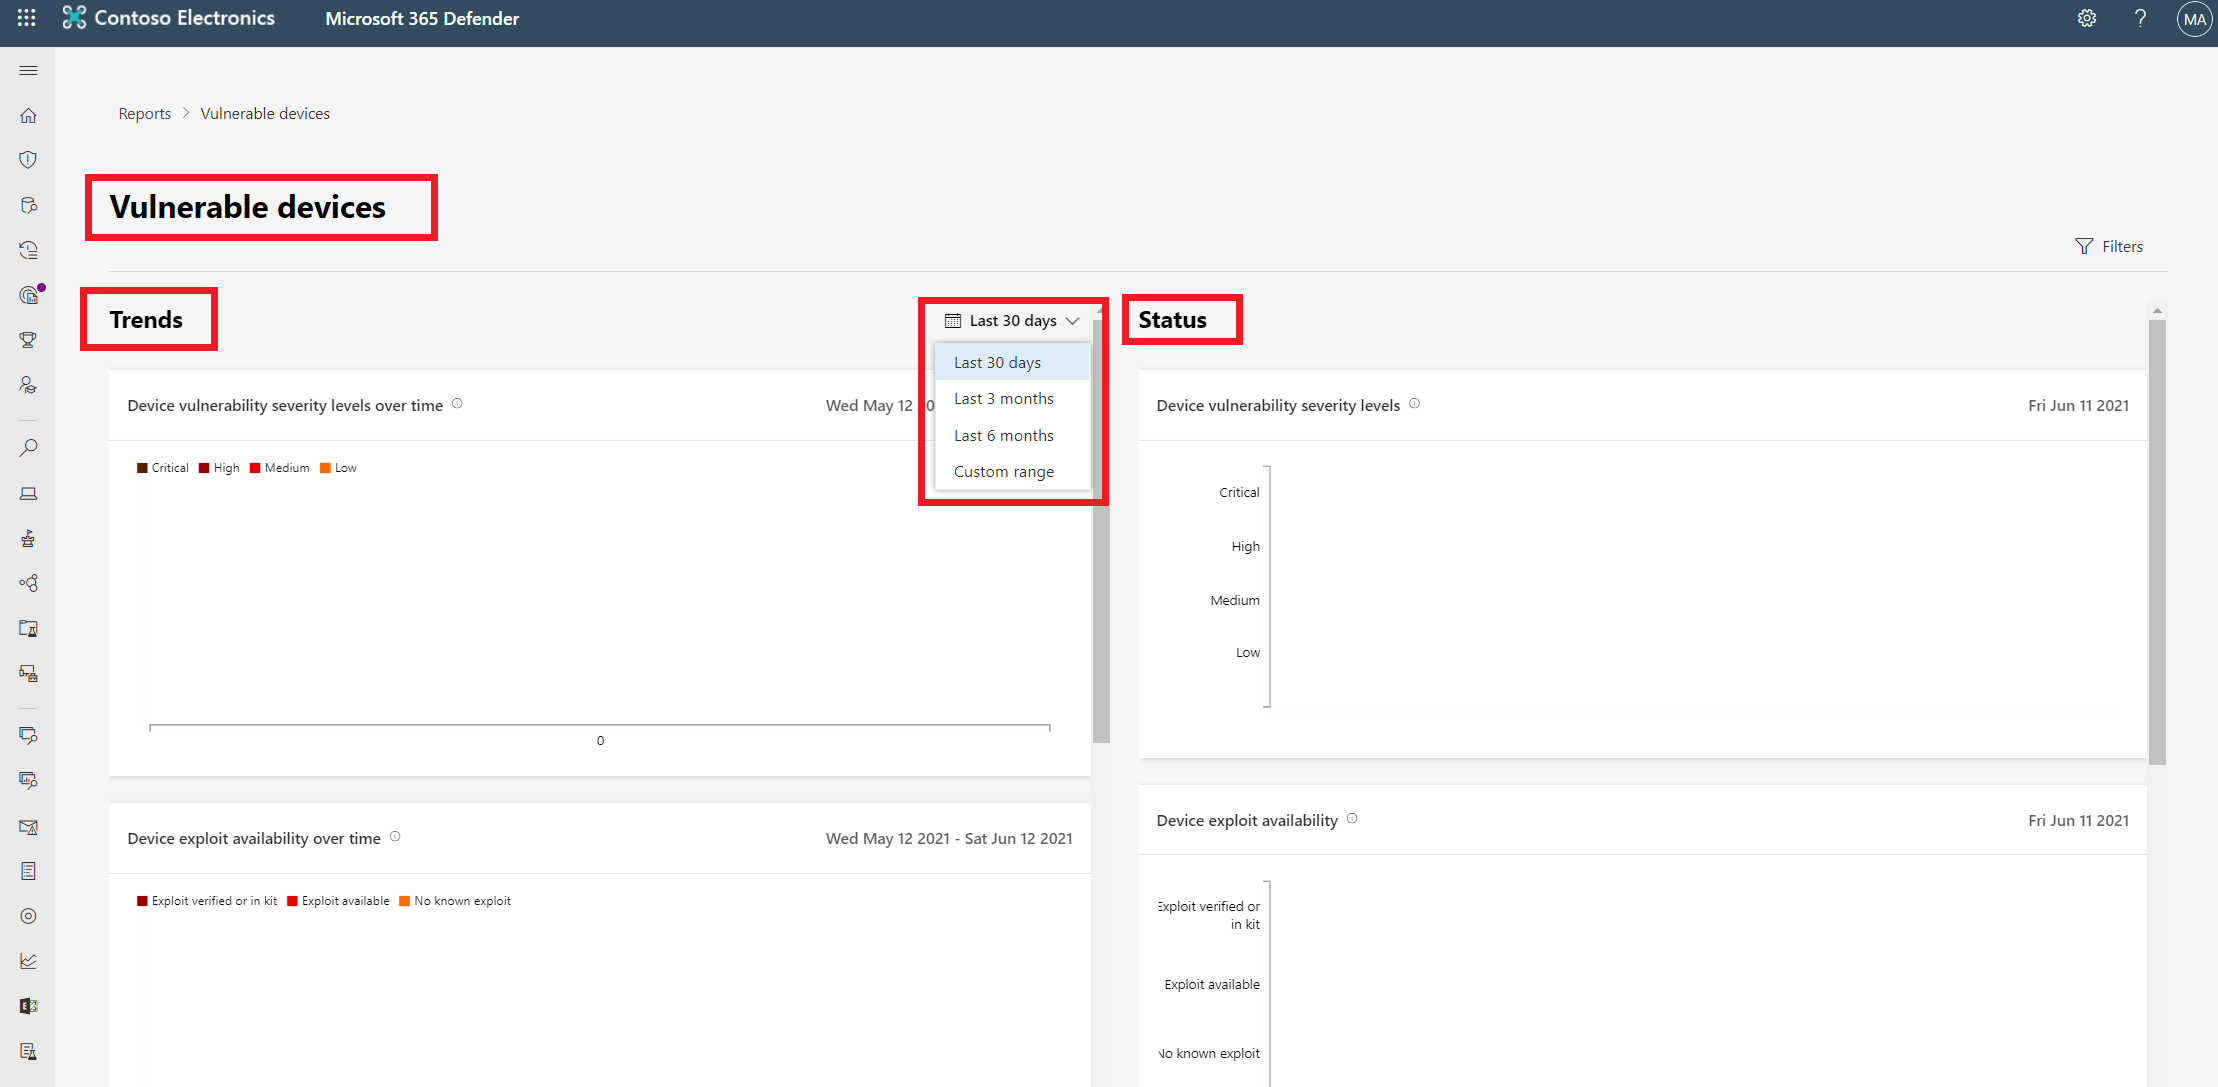 Contoso Electronics
Microsoft 365 Defender
?
MA
Reports > Vulnerable devices
Vulnerable devices
Filters
Trends
Last 30 days
Last 30 days
Last 3 months
Last 6 months
Custom range
Device vulnerability severity levels over time
Wed May 12
Critical High Medium Low
0
Device exploit availability over time
Wed May 12 2021 - Sat Jun 12 2021
Exploit verified or in kit Exploit available No known exploit
Status
Device vulnerability severity levels
Fri Jun 11 2021
Critical
High
Medium
Low
Device exploit availability
Fri Jun 11 2021
Exploit verified or
in kit
Exploit available
No known exploit